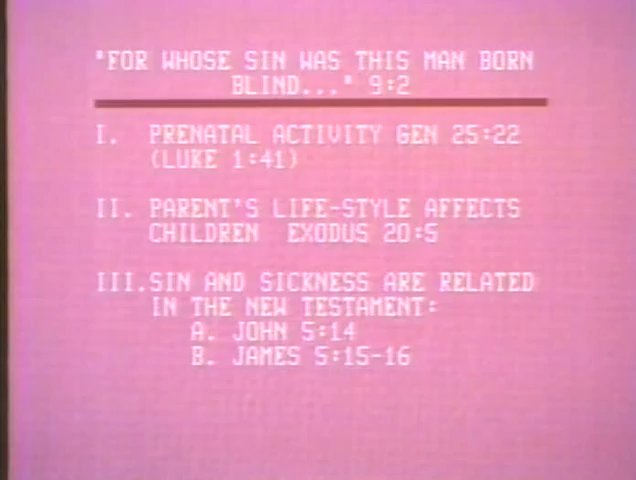 "FOR WHOSE SIN WAS THIS MAN BORN
BLIND..." 9:2
I. PRENATAL ACTIVITY GEN 25:22
(LUKE 1:41)
II. PARENT'S LIFE-STYLE AFFECTS
CHILDREN EXODUS 20:5
III.SIN AND SICKNESS ARE RELATED
IN THE NEW TESTAMENT:
A. JOHN 5:14
B. JAMES 5:15-16